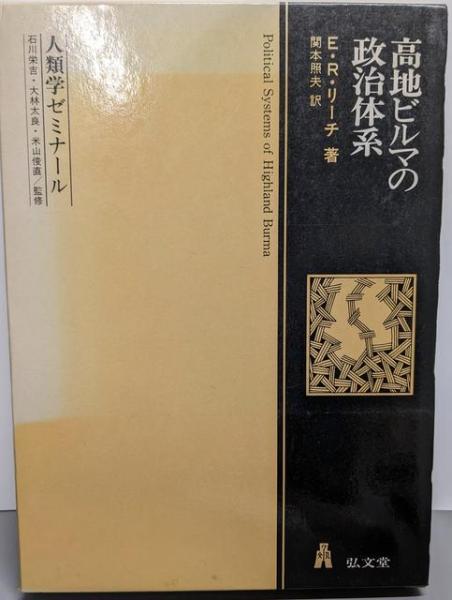 高地ビルマの
政治体系
E・R・リーチ 著
関本照夫 訳
Political Systems of Highland Burma
人類学ゼミナール
石川栄吉・大林太良・米山俊直/監修
弘文堂